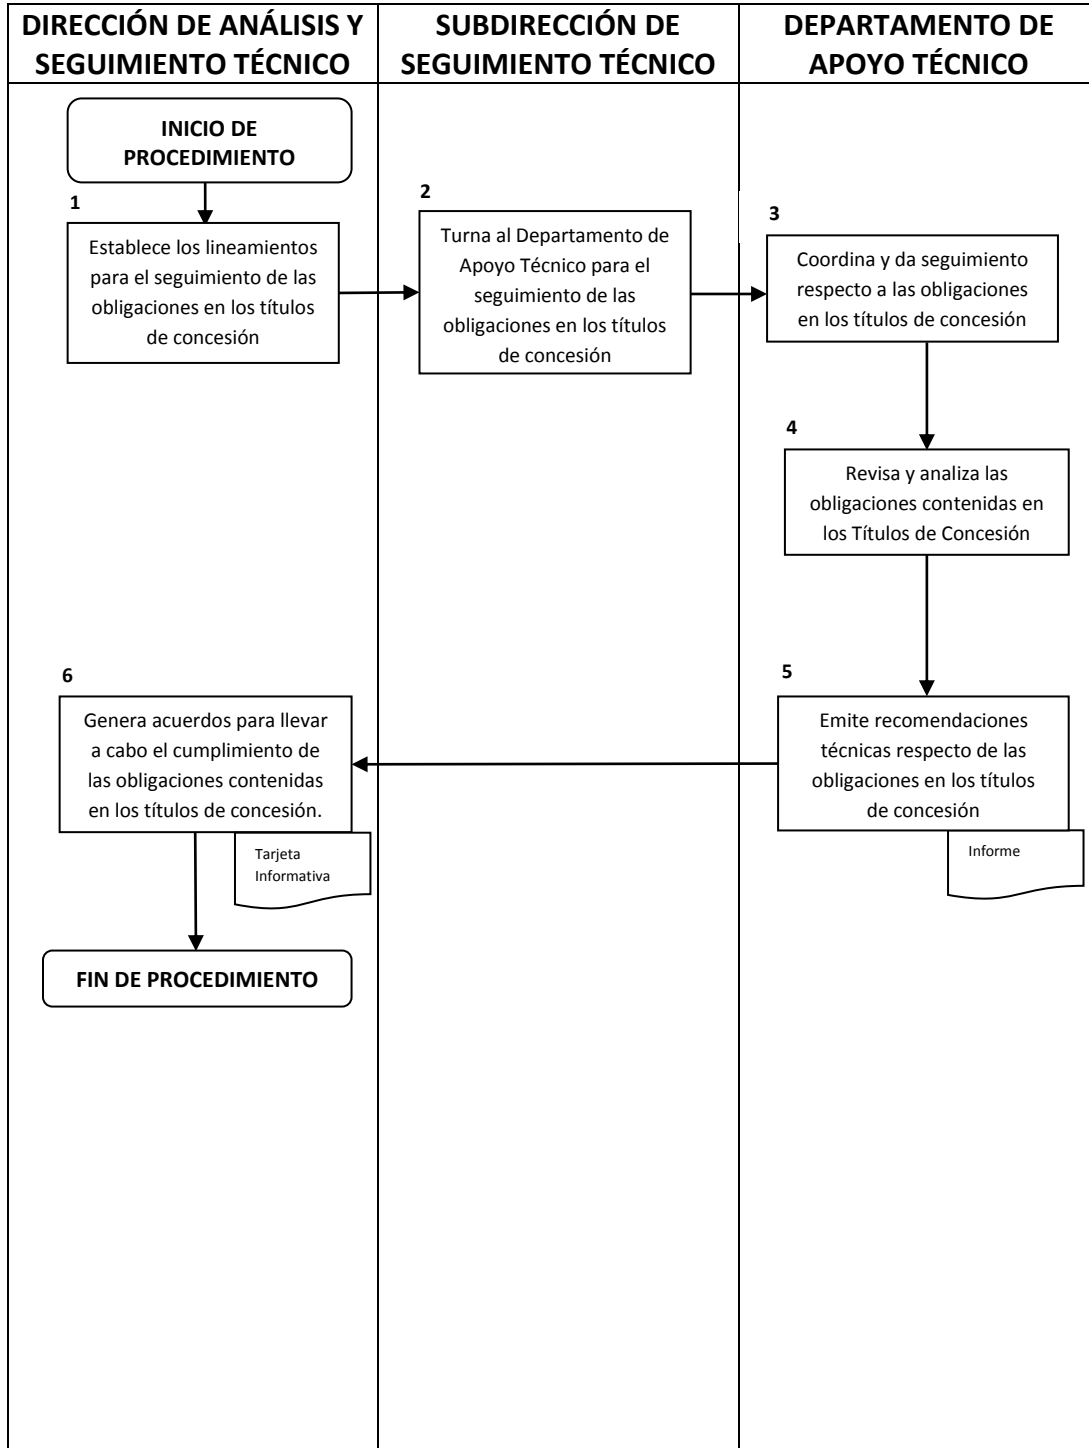 DIRECCIÓN DE ANÁLISIS Y
SEGUIMIENTO TÉCNICO
SUBDIRECCIÓN DE
SEGUIMIENTO TÉCNICO
DEPARTAMENTO DE
APOYO TÉCNICO
INICIO DE
PROCEDIMIENTO
1
Establece los lineamientos
para el seguimiento de las
obligaciones en los títulos
de concesión
2
Turna al Departamento de
Apoyo Técnico para el
seguimiento de las
obligaciones en los títulos
de concesión
3
Coordina y da seguimiento
respecto a las obligaciones
en los títulos de concesión
4
Revisa y analiza las
obligaciones contenidas en
los Títulos de Concesión
5
Emite recomendaciones
técnicas respecto de las
obligaciones en los títulos
de concesión
Informe
6
Genera acuerdos para llevar
a cabo el cumplimiento de
las obligaciones contenidas
en los títulos de concesión.
Tarjeta
Informativa
FIN DE PROCEDIMIENTO